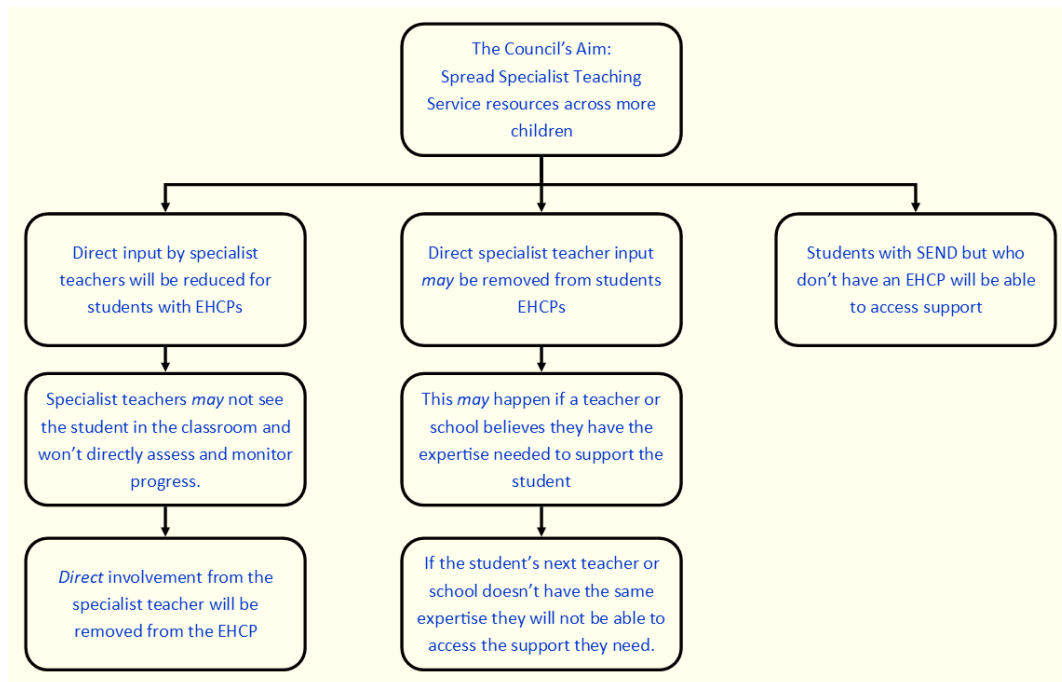 The Council's Aim:
Spread Specialist Teaching
Service resources across more
children
Direct input by specialist
teachers will be reduced for
students with EHCPs
Specialist teachers may not see
the student in the classroom and
won't directly assess and monitor
progress.
Direct involvement from the
specialist teacher will be
removed from the EHCP
Direct specialist teacher input
may be removed from students
EHCPs
This may happen if a teacher or
school believes they have the
expertise needed to support the
student
If the student's next teacher or
school doesn't have the same
expertise they will not be able to
access the support they need.
Students with SEND but who
don't have an EHCP will be able
to access support